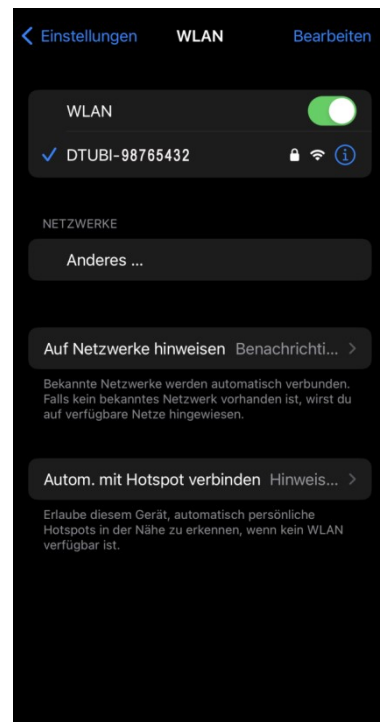 Einstellungen WLAN Bearbeiten
WLAN
DTUBI-98765432
NETZWERKE
Anderes ...
Auf Netzwerke hinweisen Benachrichti... >
Bekannte Netzwerke werden automatisch verbunden.
Falls kein bekanntes Netzwerk vorhanden ist, wirst du
auf verfügbare Netze hingewiesen.
Autom. mit Hotspot verbinden Hinweis... >
Erlaube diesem Gerät, automatisch persönliche
Hotspots in der Nähe zu erkennen, wenn kein WLAN
verfügbar ist.